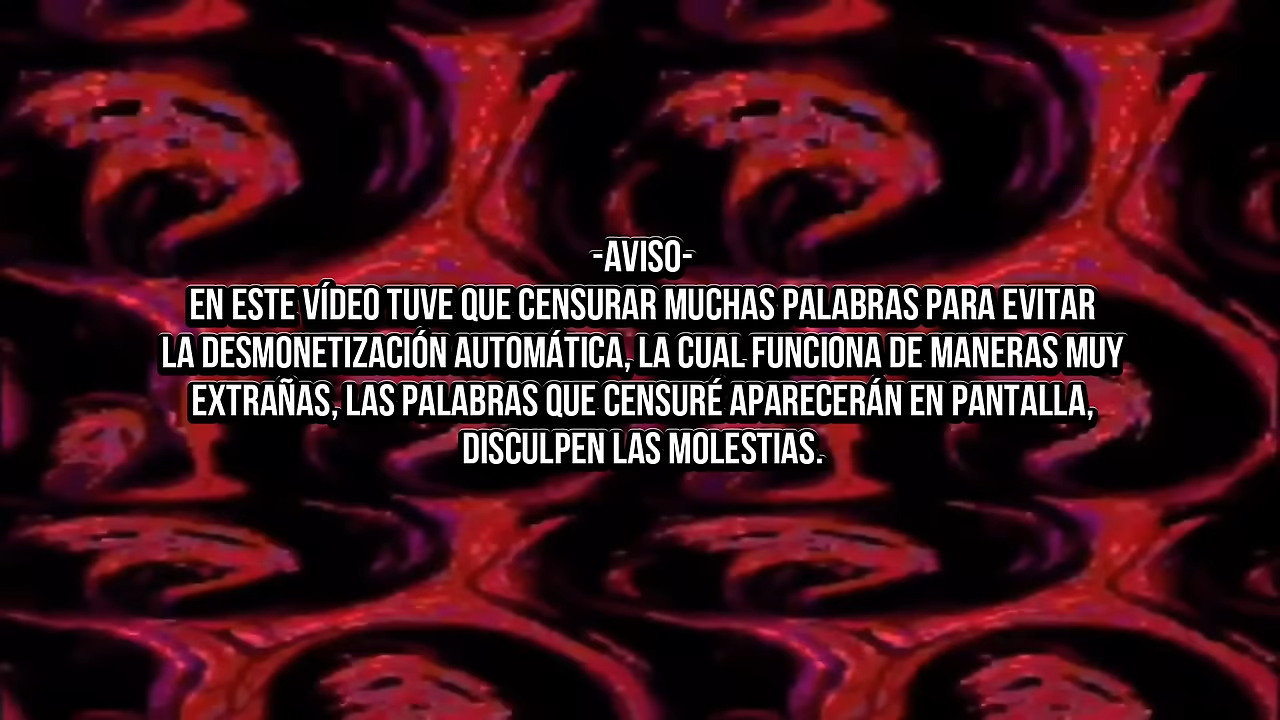 -AVISO-
EN ESTE VÍDEO TUVE QUE CENSURAR MUCHAS PALABRAS PARA EVITAR
LA DESMONETIZACIÓN AUTOMÁTICA, LA CUAL FUNCIONA DE MANERAS MUY
EXTRAÑAS, LAS PALABRAS QUE CENSURÉ APARECERÁN EN PANTALLA,
DISCULPEN LAS MOLESTIAS.